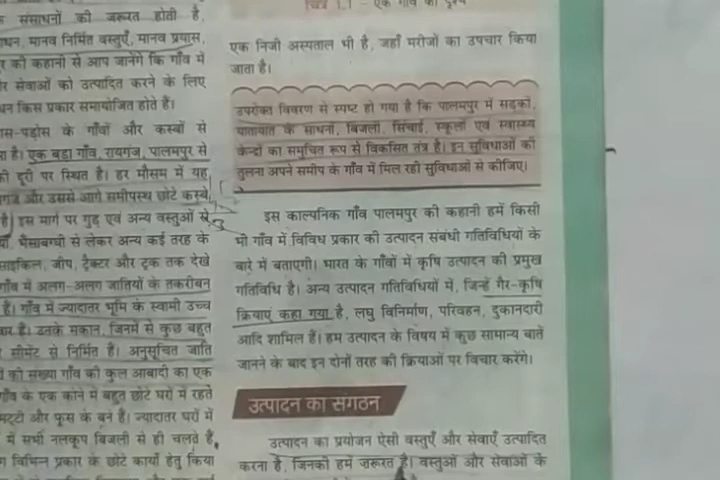 संसाधनों की जरूरत होती है,
मानव निर्मित वस्तुएँ, मानव प्रयास,
की कहानी से आप जानेंगे कि गाँव में
सेवाओं को उत्पादित करने के लिए
किस प्रकार समायोजित होते हैं।
के गाँवों और कस्बों से
है। एक बड़ा गाँव, रायगंज, पालमपुर से
की दूरी पर स्थित है। हर मौसम में यह
और उससे आगे समीपस्थ छोटे कस्बे
है। इस मार्ग पर गुड़ एवं अन्य वस्तुओं से
भैंसाबग्घी से लेकर अन्य कई तरह के
जीप, ट्रैक्टर और ट्रक तक देखे
गाँव में अलग-अलग जातियों के तकरीबन
हैं। गाँव में ज्यादातर भूमि के स्वामी उच्च
हैं। उनके मकान, जिनमें से कुछ बहुत
सीमेंट से निर्मित हैं। अनुसूचित जाति
की संख्या गाँव की कुल आबादी का एक
गाँव के एक कोने में बहुत छोटे घरों में रहते
और फूस के बने हैं। ज्यादातर घरों में
में सभी नलकूप बिजली से ही चलते हैं,
विभिन्न प्रकार के छोटे कार्यों हेतु किया
चित्र 1.1 – एक गाँव का दृश्य
एक निजी अस्पताल भी है, जहाँ मरीजों का उपचार किया
जाता है।
उपरोक्त विवरण से स्पष्ट हो गया है कि पालमपुर में सड़कों,
यातायात के साधनों, बिजली, सिंचाई, स्कूलों एवं स्वास्थ्य
केन्द्रों का समुचित रूप से विकसित तंत्र है। इन सुविधाओं की
तुलना अपने समीप के गाँव में मिल रही सुविधाओं से कीजिए।
इस काल्पनिक गाँव पालमपुर की कहानी हमें किसी
भी गाँव में विविध प्रकार की उत्पादन संबंधी गतिविधियों के
बारे में बताएगी। भारत के गाँवों में कृषि उत्पादन की प्रमुख
गतिविधि है। अन्य उत्पादन गतिविधियों में, जिन्हें गैर-कृषि
क्रियाएं कहा गया है, लघु विनिर्माण, परिवहन, दुकानदारी
आदि शामिल हैं। हम उत्पादन के विषय में कुछ सामान्य बातें
जानने के बाद इन दोनों तरह की क्रियाओं पर विचार करेंगे।
उत्पादन का संगठन
उत्पादन का प्रयोजन ऐसी वस्तुएँ और सेवाएँ उत्पादित
करना है, जिनकी हमें ज़रूरत है। वस्तुओं और सेवाओं के